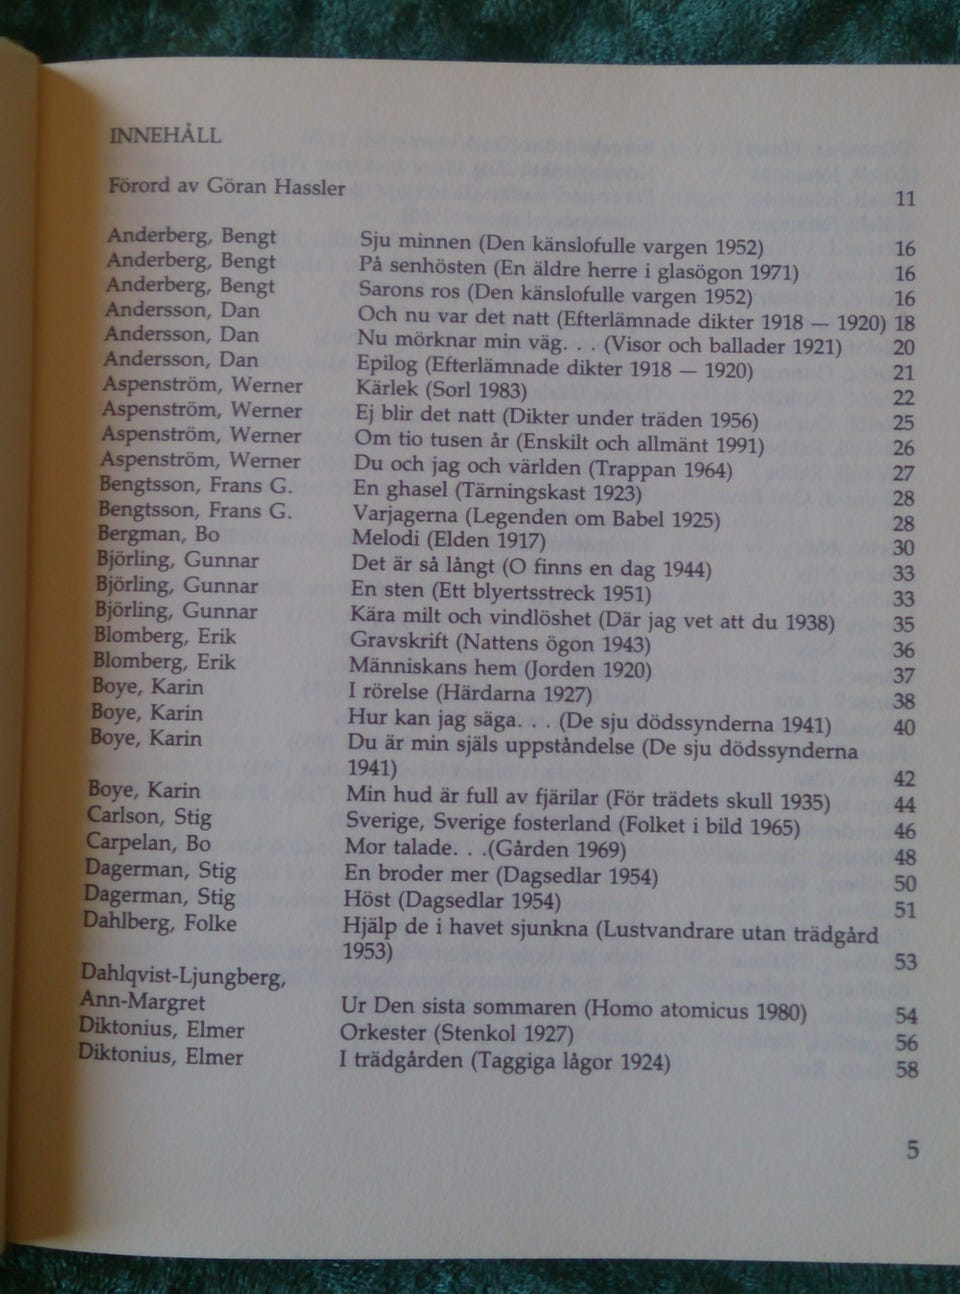 INNEHÅLL
Förord av Göran Hassler 11
Anderberg, Bengt Sju minnen (Den känslofulle vargen 1952) 16
Anderberg, Bengt På senhösten (En äldre herre i glasögon 1971) 16
Anderberg, Bengt Sarons ros (Den känslofulle vargen 1952) 16
Andersson, Dan Och nu var det natt (Efterlämnade dikter 1918 — 1920) 18
Andersson, Dan Nu mörknar min väg. . . (Visor och ballader 1921) 20
Andersson, Dan Epilog (Efterlämnade dikter 1918 — 1920) 21
Aspenström, Werner Kärlek (Sorl 1983) 22
Aspenström, Werner Ej blir det natt (Dikter under träden 1956) 25
Aspenström, Werner Om tio tusen år (Enskilt och allmänt 1991) 26
Aspenström, Werner Du och jag och världen (Trappan 1964) 27
Bengtsson, Frans G. En ghasel (Tärningskast 1923) 28
Bengtsson, Frans G. Varjagerna (Legenden om Babel 1925) 28
Bergman, Bo Melodi (Elden 1917) 30
Björling, Gunnar Det är så långt (O finns en dag 1944) 33
Björling, Gunnar En sten (Ett blyertsstreck 1951) 33
Björling, Gunnar Kära milt och vindlöshet (Där jag vet att du 1938) 35
Blomberg, Erik Gravskrift (Nattens ögon 1943) 36
Blomberg, Erik Människans hem (Jorden 1920) 37
Boye, Karin I rörelse (Härdarna 1927) 38
Boye, Karin Hur kan jag säga. . . (De sju dödssynderna 1941) 40
Boye, Karin Du är min själs uppståndelse (De sju dödssynderna
1941) 42
Boye, Karin Min hud är full av fjärilar (För trädets skull 1935) 44
Carlson, Stig Sverige, Sverige fosterland (Folket i bild 1965) 46
Carpelan, Bo Mor talade. . .(Gården 1969) 48
Dagerman, Stig En broder mer (Dagsedlar 1954) 50
Dagerman, Stig Höst (Dagsedlar 1954) 51
Dahlberg, Folke Hjälp de i havet sjunkna (Lustvandrare utan trädgård
1953) 53
Dahlqvist-Ljungberg,
Ann-Margret Ur Den sista sommaren (Homo atomicus 1980) 54
Diktonius, Elmer Orkester (Stenkol 1927) 56
Diktonius, Elmer I trädgården (Taggiga lågor 1924) 58
5